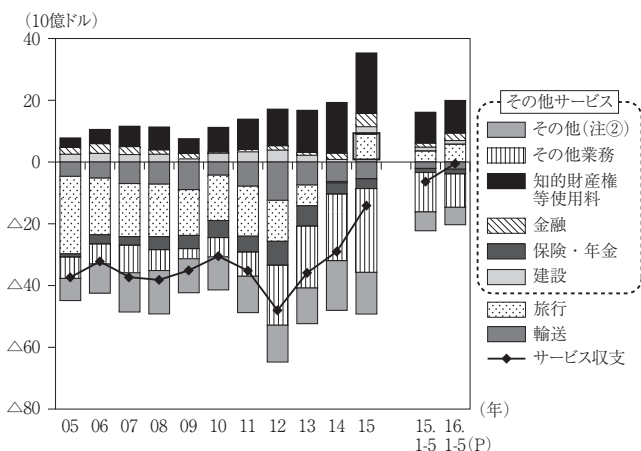 (10億ドル)
40
20
0
△20
△40
△60
△80
05 06 07 08 09 10 11 12 13 14 15 15. 16. (年)
1-5 1-5(P)
その他サービス
その他(注②)
その他業務
知的財産権
等使用料
金融
保険・年金
建設
旅行
輸送
サービス収支